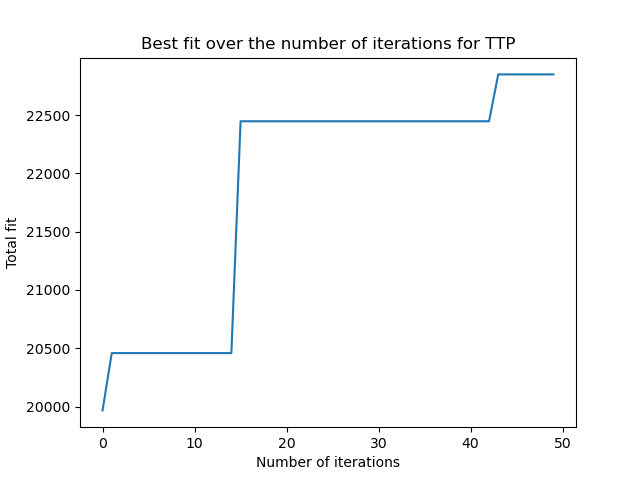 Best fit over the number of iterations for TTP
Total fit
22500
22000
21500
21000
20500
20000
0 10 20 30 40 50
Number of iterations